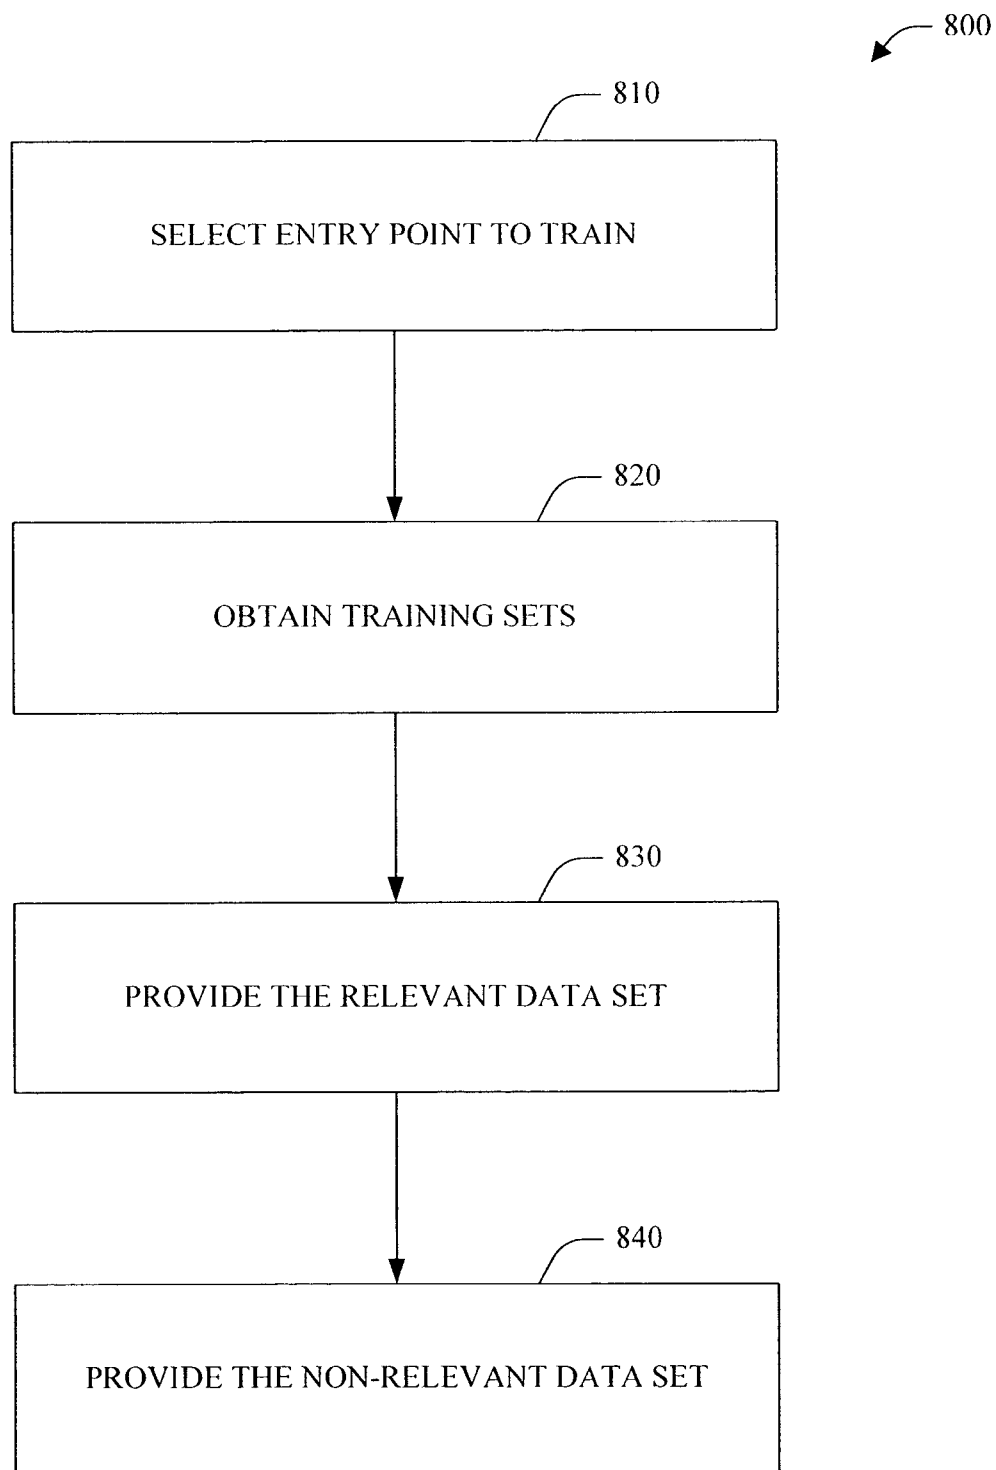 800
810
SELECT ENTRY POINT TO TRAIN
820
OBTAIN TRAINING SETS
830
PROVIDE THE RELEVANT DATA SET
840
PROVIDE THE NON-RELEVANT DATA SET